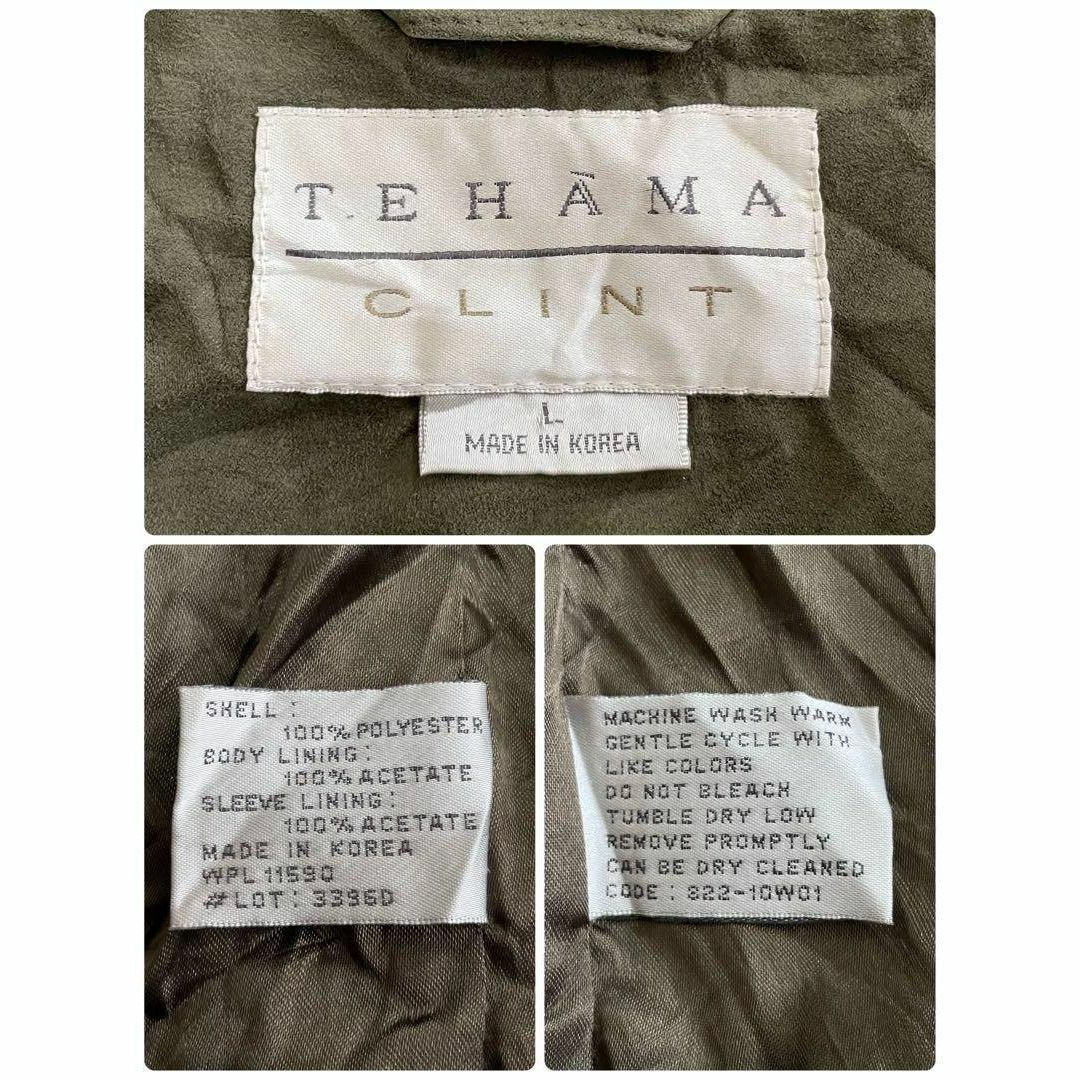 TEHĀMA
CLINT
L
MADE IN KOREA
SHELL :
100% POLYESTER
BODY LINING:
100% ACETATE
SLEEVE LINING:
100% ACETATE
MADE IN KOREA
WPL 11590
# LOT: 3396D
MACHINE WASH WARM
GENTLE CYCLE WITH
LIKE COLORS
DO NOT BLEACH
TUMBLE DRY LOW
REMOVE PROMPTLY
CAN BE DRY CLEANED
CODE : 822-10W01